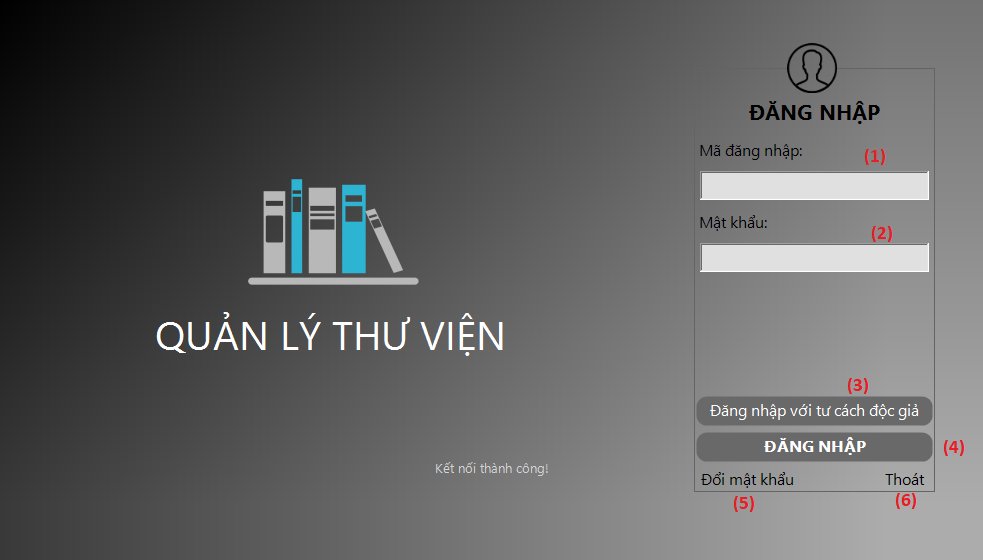 ĐĂNG NHẬP
Mã đăng nhập:
(1)
Mật khẩu:
(2)
QUẢN LÝ THƯ VIỆN
(3)
Đăng nhập với tư cách độc giả
ĐĂNG NHẬP
(4)
Kết nối thành công!
Đổi mật khẩu
Thoát
(5)
(6)